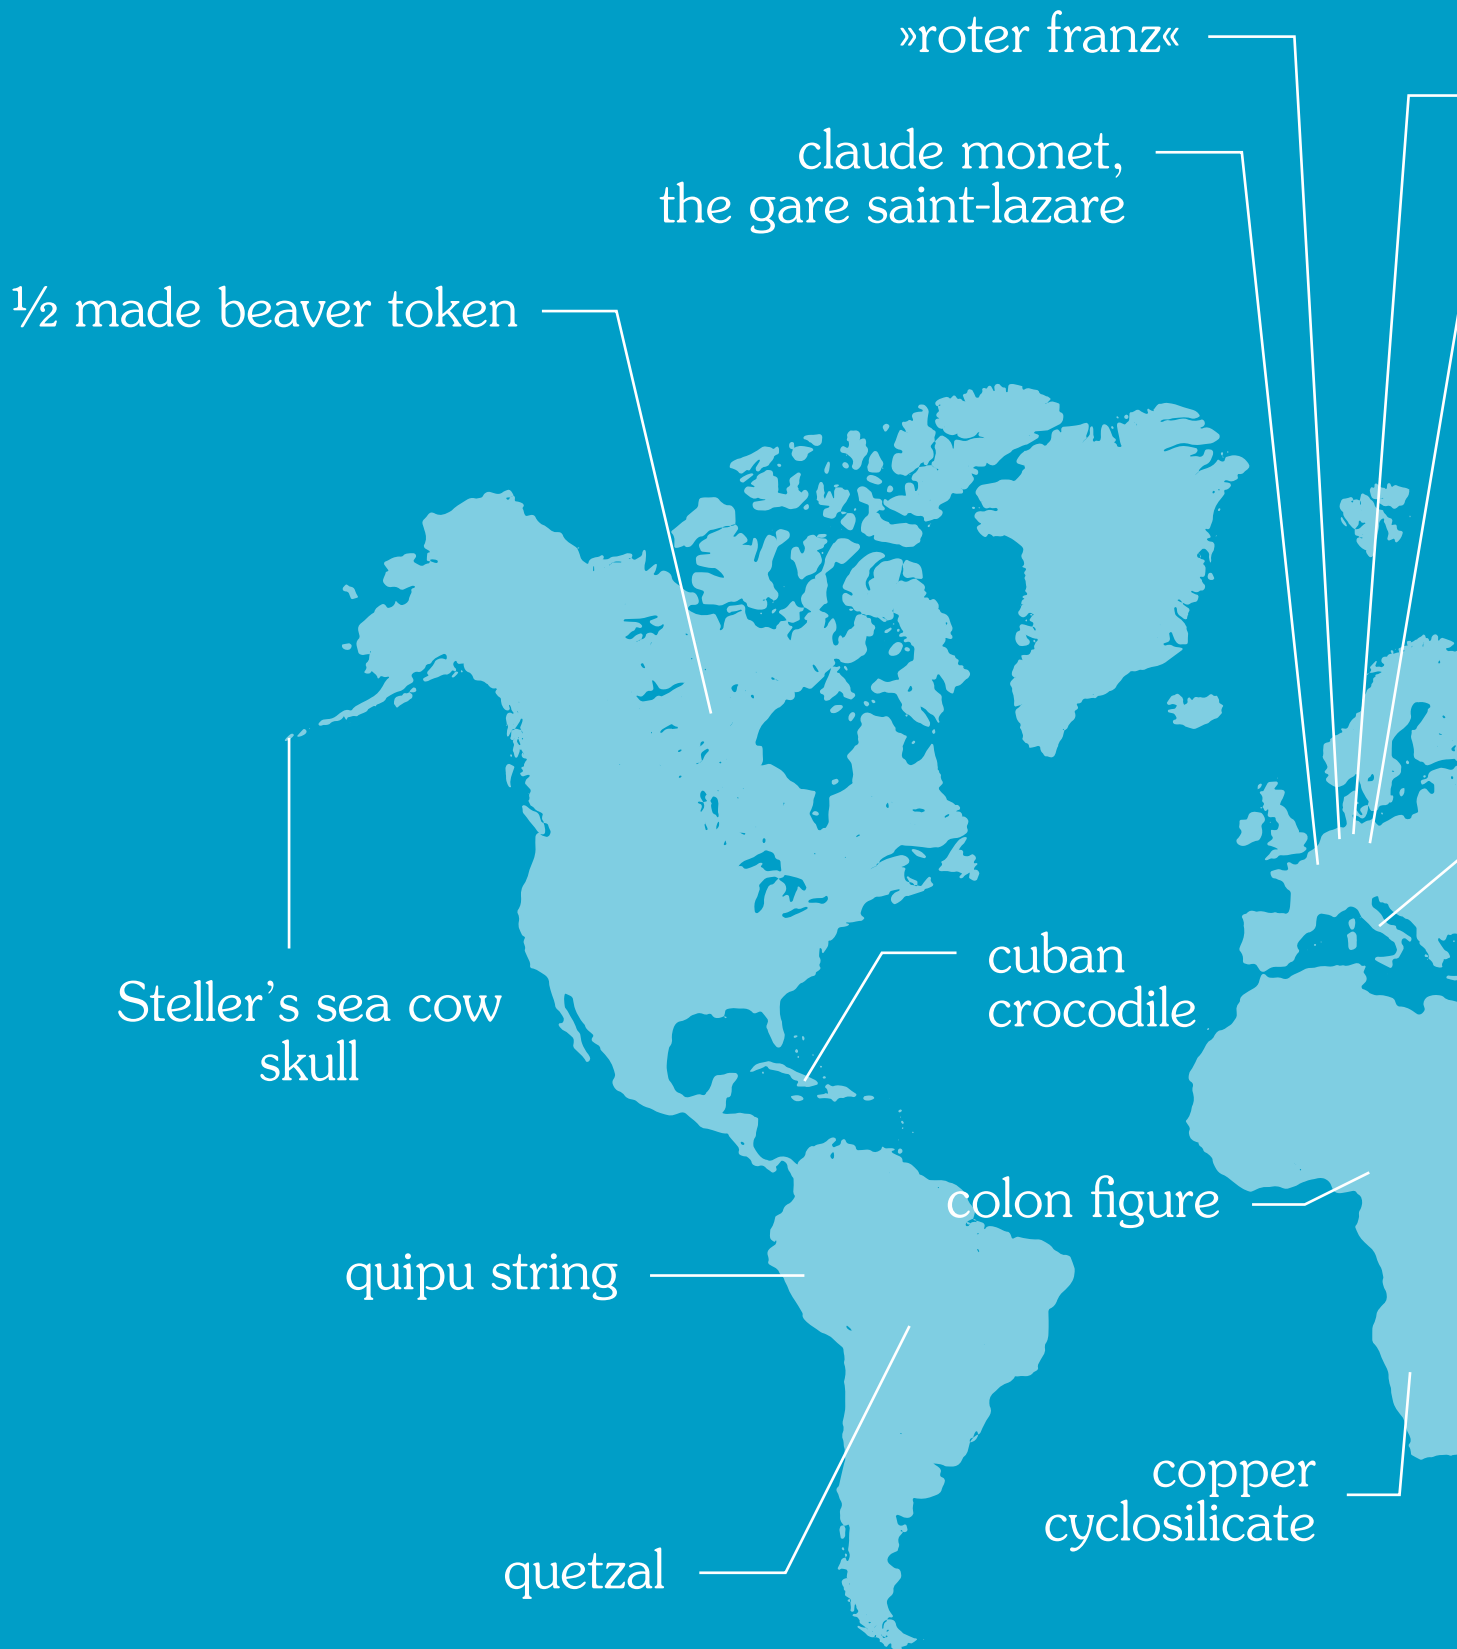 »roter franz«
claude monet,
the gare saint-lazare
½ made beaver token
Steller’s sea cow
skull
cuban
crocodile
colon figure
quipu string
copper
cyclosilicate
quetzal